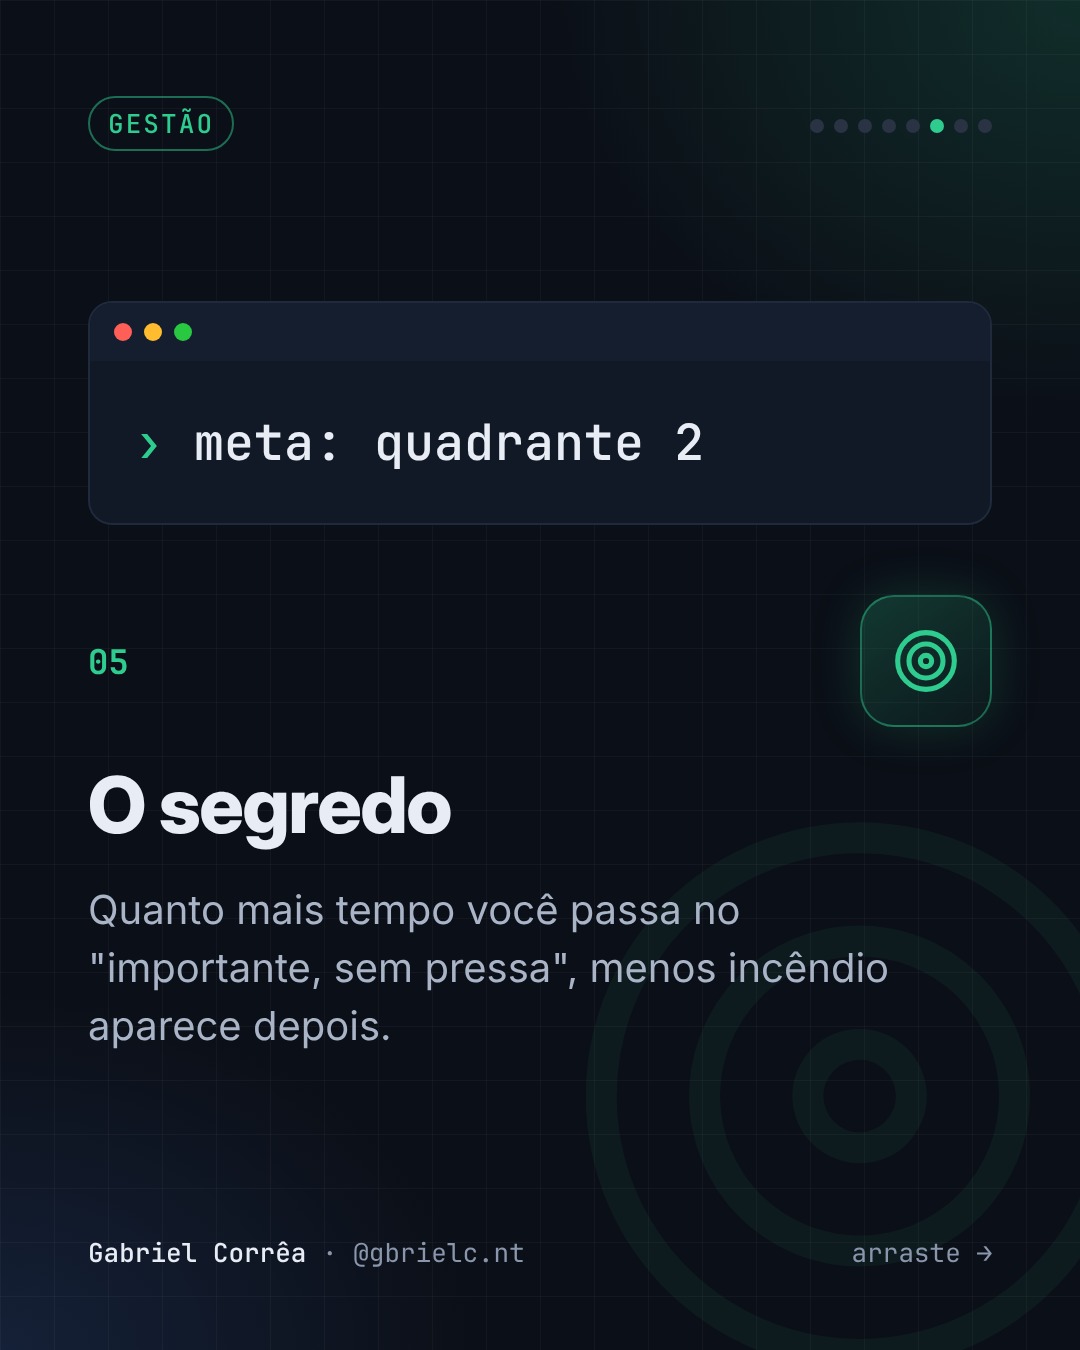 GESTÃO
› meta: quadrante 2
05
O segredo
Quanto mais tempo você passa no
"importante, sem pressa", menos incêndio
aparece depois.
Gabriel Corrêa · @gbrielc.nt
arraste →